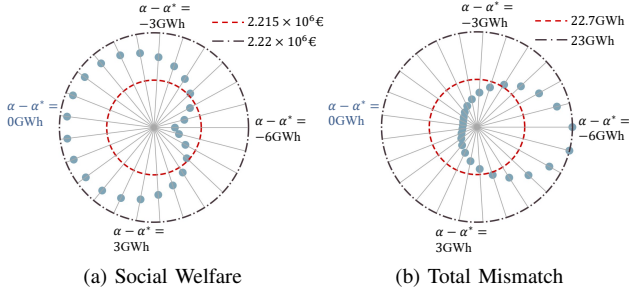 α − α* =
−3GWh
2.215 × 10⁶€
2.22 × 10⁶€
α − α* =
0GWh
α − α* =
−6GWh
α − α* =
3GWh
(a) Social Welfare
α − α* =
−3GWh
22.7GWh
23GWh
α − α* =
0GWh
α − α* =
−6GWh
α − α* =
3GWh
(b) Total Mismatch